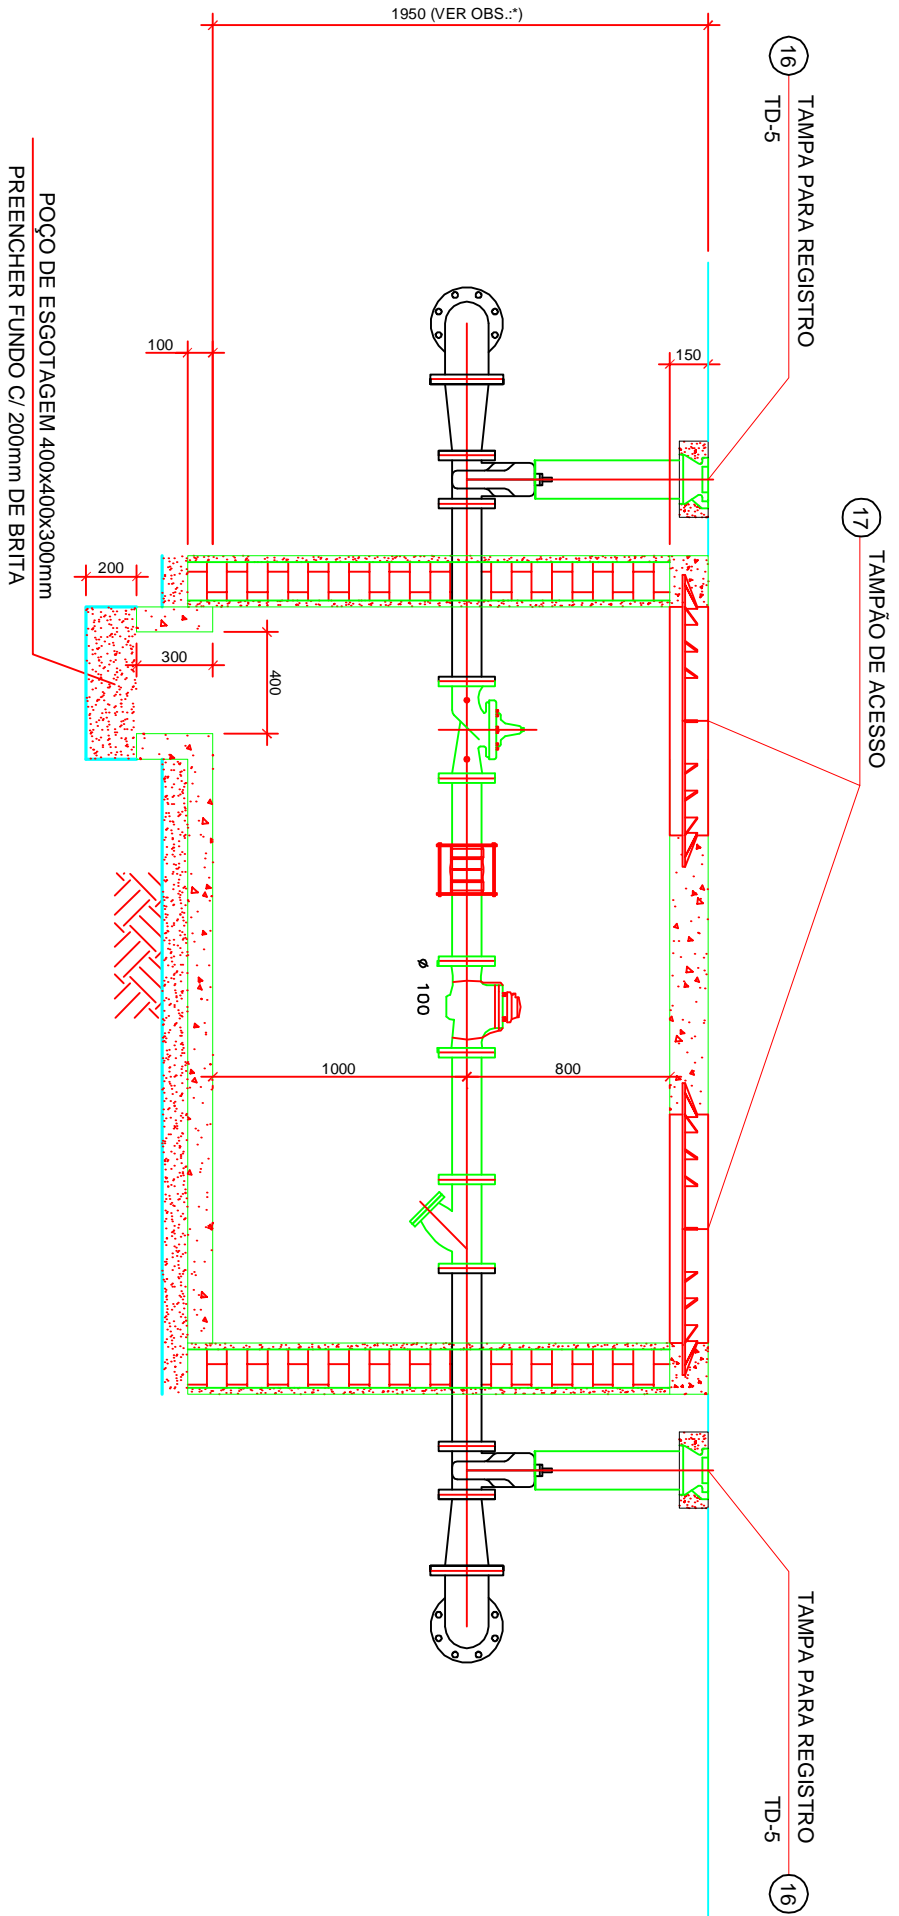 16
TAMPA PARA REGISTRO
TD-5
17
TAMPÃO DE ACESSO
TAMPA PARA REGISTRO
TD-5
16
1950 (VER OBS.:*)
150
100
200
300
400
ø 100
1000
800
POÇO DE ESGOTAGEM 400x400x300mm
PREENCHER FUNDO C/ 200mm DE BRITA